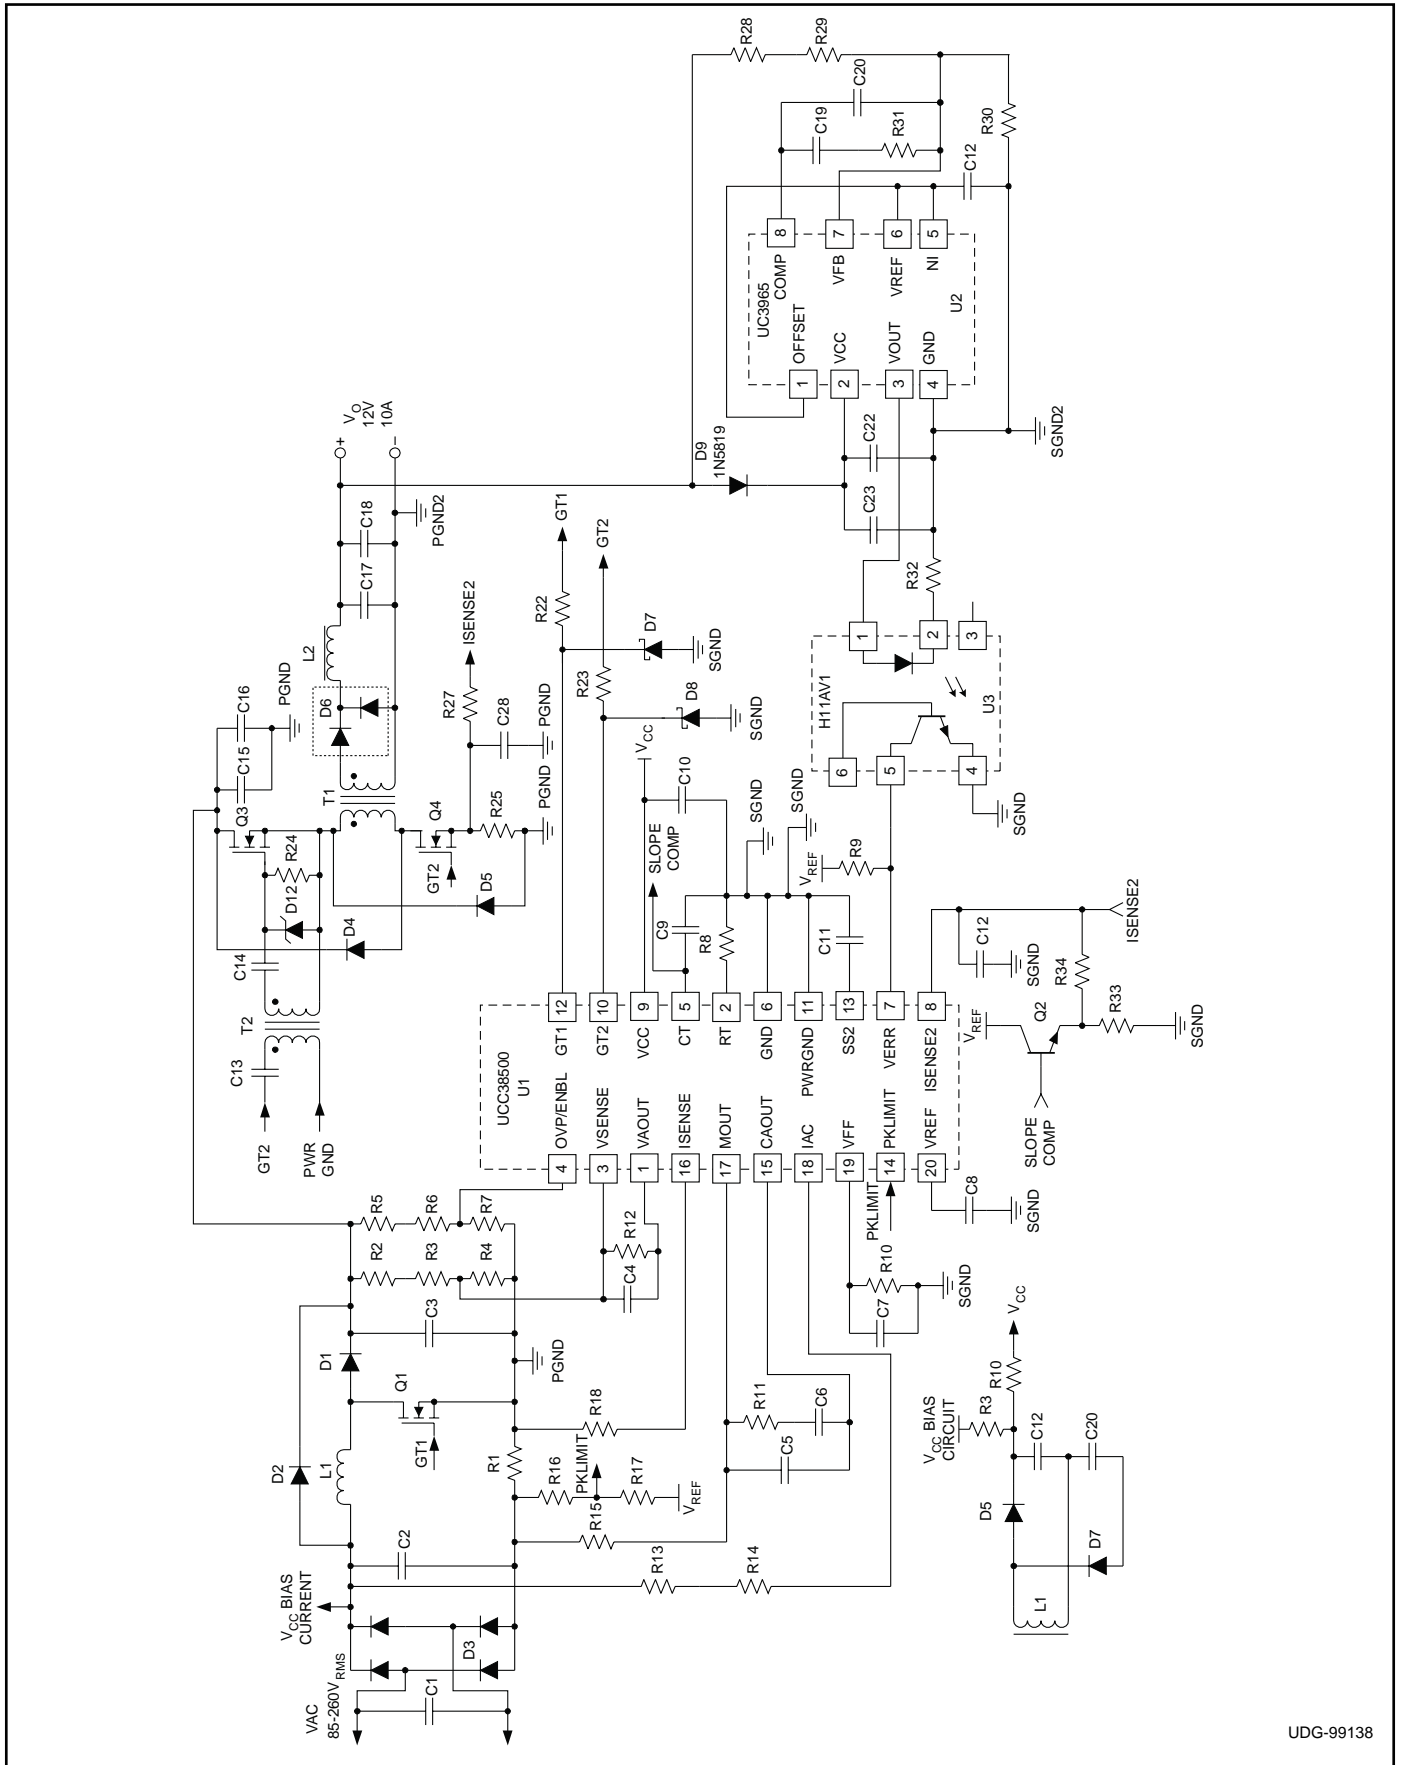 R28
R29
C20
C19
R31
R30
C12
8
7
6
5
COMP
VFB
VREF
NI
UC3965
U2
OFFSET
VCC
VOUT
GND
1
2
3
4
SGND2
C22
C23
D9
1N5819
R32
+
VO
12V
10A
-
C18
C17
PGND2
L2
D6
C16
C15
PGND
T1
Q3
R24
D12
C14
T2
C13
GT2
PWR
GND
D4
D5
Q4
GT2
R25
PGND
C28
PGND
R27
ISENSE2
R22
GT1
R23
GT2
D7
SGND
D8
SGND
VCC
C10
SLOPE
COMP
C9
R8
C11
SGND
SGND
VREF
R9
H11AV1
U3
1
2
3
6
5
4
SGND
UCC38500
U1
12
10
9
5
2
6
11
13
7
8
GT1
GT2
VCC
CT
RT
GND
PWRGND
SS2
VERR
ISENSE2
OVP/ENBL
VSENSE
VAOUT
ISENSE
MOUT
CAOUT
IAC
VFF
PKLIMIT
VREF
4
3
1
16
17
15
18
19
14
20
C12
SGND
R34
ISENSE2
VREF
Q2
R33
SGND
SLOPE
COMP
C8
SGND
PKLIMIT
R10
C7
SGND
R12
C4
R5
R6
R7
R2
R3
R4
C3
PGND
D1
Q1
GT1
D2
L1
R1
R18
R16
PKLIMIT
R17
VREF
R15
R11
C6
C5
R13
R14
C2
VCC BIAS
CURRENT
D3
VAC
85-260VRMS
C1
VCC
R10
VCC BIAS
CIRCUIT
R3
C12
C20
D5
D7
L1
UDG-99138